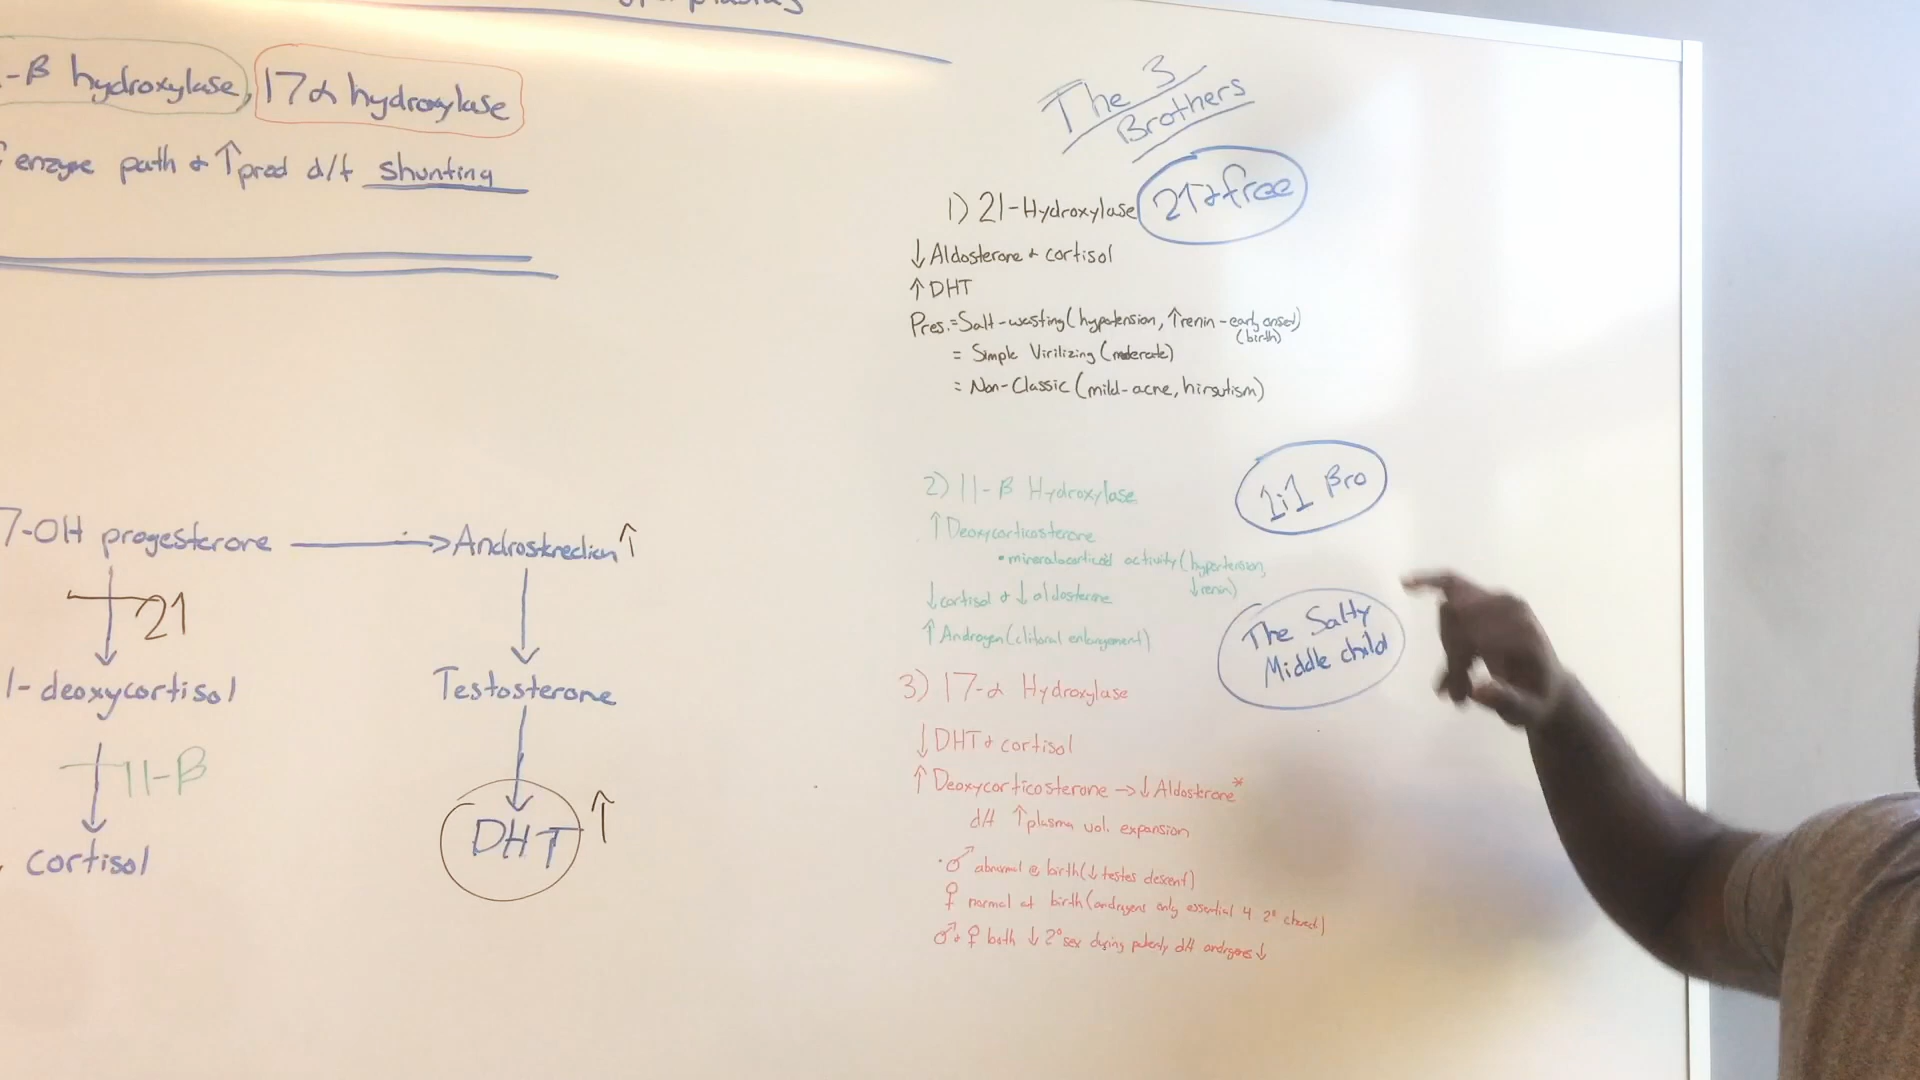 -β hydroxylase, 17α hydroxylase
enzyme path & ↑prod d/t shunting
The 3
Brothers
1) 21-Hydroxylase
21 & free
↓ Aldosterone & cortisol
↑ DHT
Pres. = Salt-wasting (hypotension, ↑renin - early onset)
(birth)
= Simple Virilizing (moderate)
= Non-Classic (mild-acne, hirsutism)
2) 11-β Hydroxylase
1:1 Bro
↑ Deoxycorticosterone
• mineralocorticoid activity (hypertension,
↓renin)
↓cortisol & ↓ aldosterone
↑ Androgen (clitoral enlargement)
The Salty
Middle child
3) 17-α Hydroxylase
↓ DHT & cortisol
↑ Deoxycorticosterone → ↓ Aldosterone*
d/t ↑plasma vol. expansion
• ♂ abnormal @ birth (↓ testes descent)
♀ normal at birth (androgens only essential 4 2°
♂ & ♀ both ↓ 2° sex during puberty d/t androgens ↓
7-OH progesterone → Androstenedion ↑
21
1-deoxycortisol
Testosterone
11-β
cortisol
DHT ↑